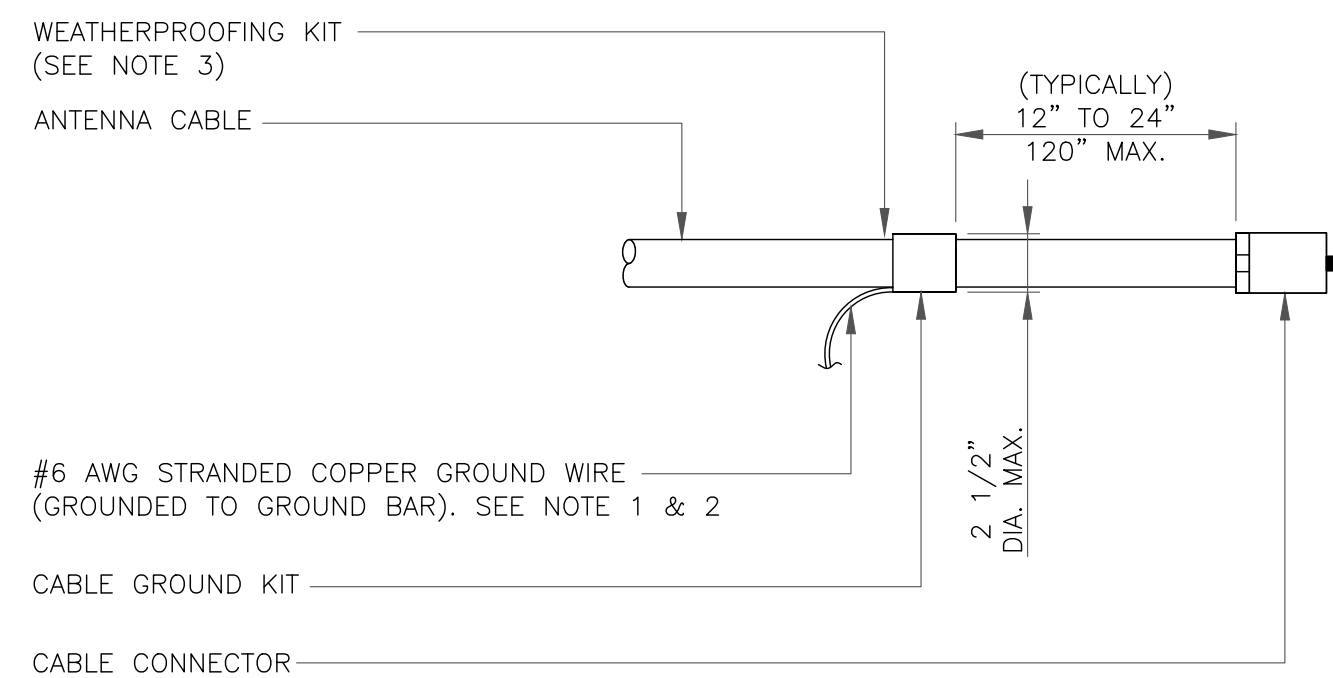 WEATHERPROOFING KIT
(SEE NOTE 3)
ANTENNA CABLE
(TYPICALLY)
12” TO 24”
120” MAX.
2 1/2”
DIA. MAX.
#6 AWG STRANDED COPPER GROUND WIRE
(GROUNDED TO GROUND BAR). SEE NOTE 1 & 2
CABLE GROUND KIT
CABLE CONNECTOR